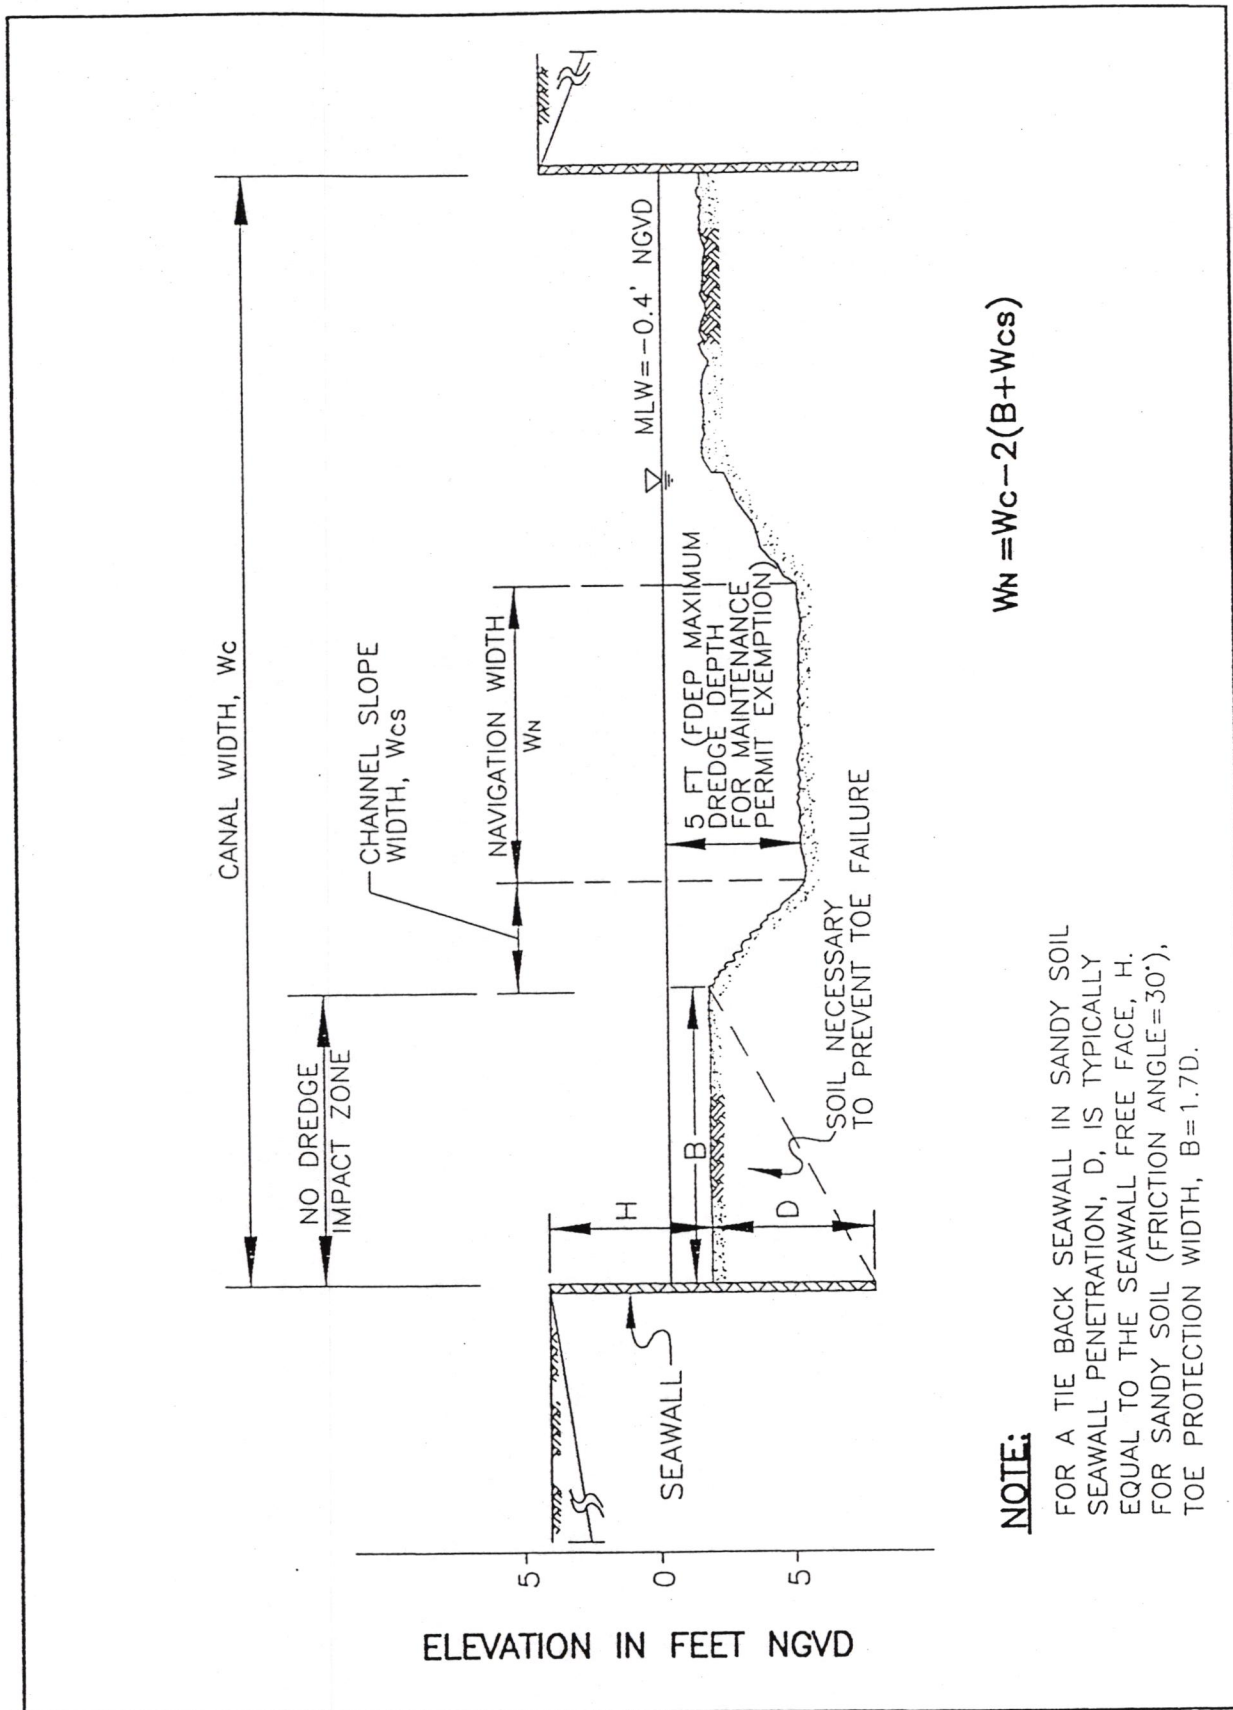 CANAL WIDTH, Wc
NO DREDGE
IMPACT ZONE
CHANNEL SLOPE
WIDTH, Wcs
NAVIGATION WIDTH
WN
MLW=-0.4' NGVD
5 FT (FDEP MAXIMUM
DREDGE DEPTH
FOR MAINTENANCE
PERMIT EXEMPTION)
H
B
D
SEAWALL
SOIL NECESSARY
TO PREVENT TOE FAILURE
5
0
5
ELEVATION IN FEET NGVD
WN =Wc-2(B+Wcs)
NOTE:
FOR A TIE BACK SEAWALL IN SANDY SOIL
SEAWALL PENETRATION, D, IS TYPICALLY
EQUAL TO THE SEAWALL FREE FACE, H.
FOR SANDY SOIL (FRICTION ANGLE=30°),
TOE PROTECTION WIDTH, B=1.7D.